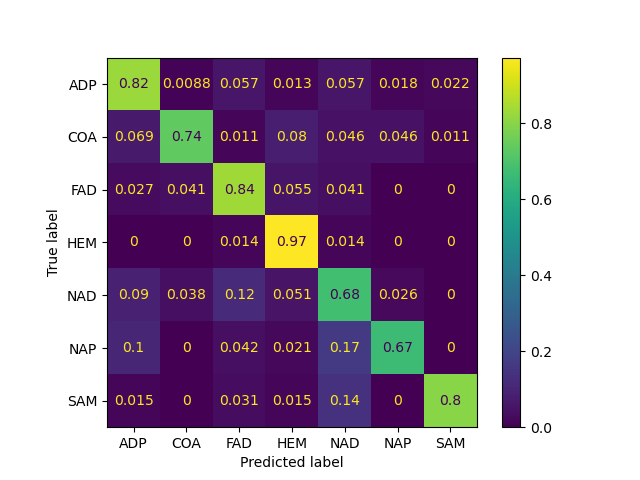 ADP 0.82 0.0088 0.057 0.013 0.057 0.018 0.022
COA 0.069 0.74 0.011 0.08 0.046 0.046 0.011
FAD 0.027 0.041 0.84 0.055 0.041 0 0
HEM 0 0 0.014 0.97 0.014 0 0
NAD 0.09 0.038 0.12 0.051 0.68 0.026 0
NAP 0.1 0 0.042 0.021 0.17 0.67 0
SAM 0.015 0 0.031 0.015 0.14 0 0.8
ADP COA FAD HEM NAD NAP SAM
Predicted label
True label
0.8
0.6
0.4
0.2
0.0